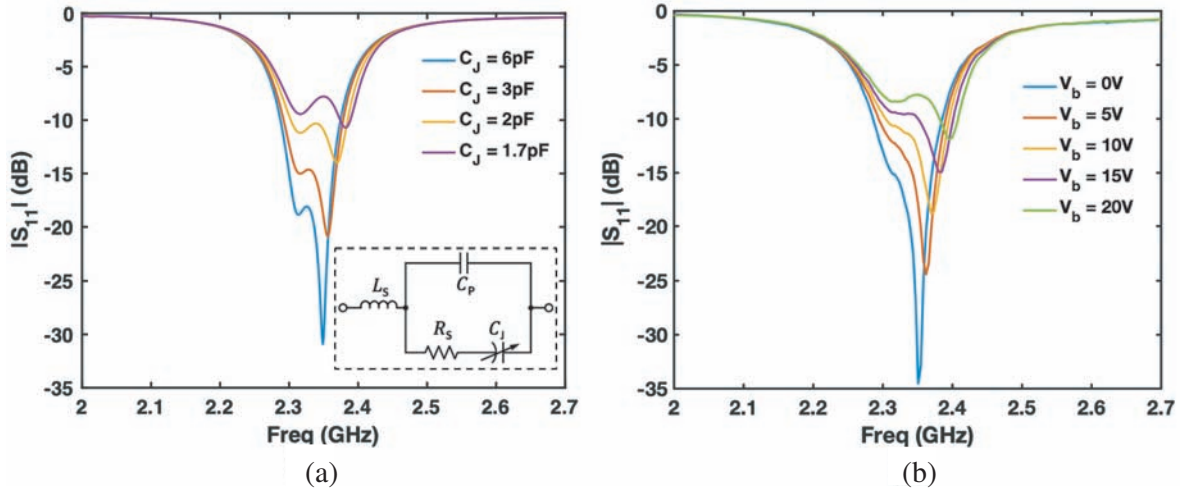 0
-5
-10
-15
-20
-25
-30
-35
|S11| (dB)
2
2.1
2.2
2.3
2.4
2.5
2.6
2.7
Freq (GHz)
CJ = 6pF
CJ = 3pF
CJ = 2pF
CJ = 1.7pF
LS
CP
RS
CJ
(a)
0
-5
-10
-15
-20
-25
-30
-35
|S11| (dB)
2
2.1
2.2
2.3
2.4
2.5
2.6
2.7
Freq (GHz)
Vb = 0V
Vb = 5V
Vb = 10V
Vb = 15V
Vb = 20V
(b)